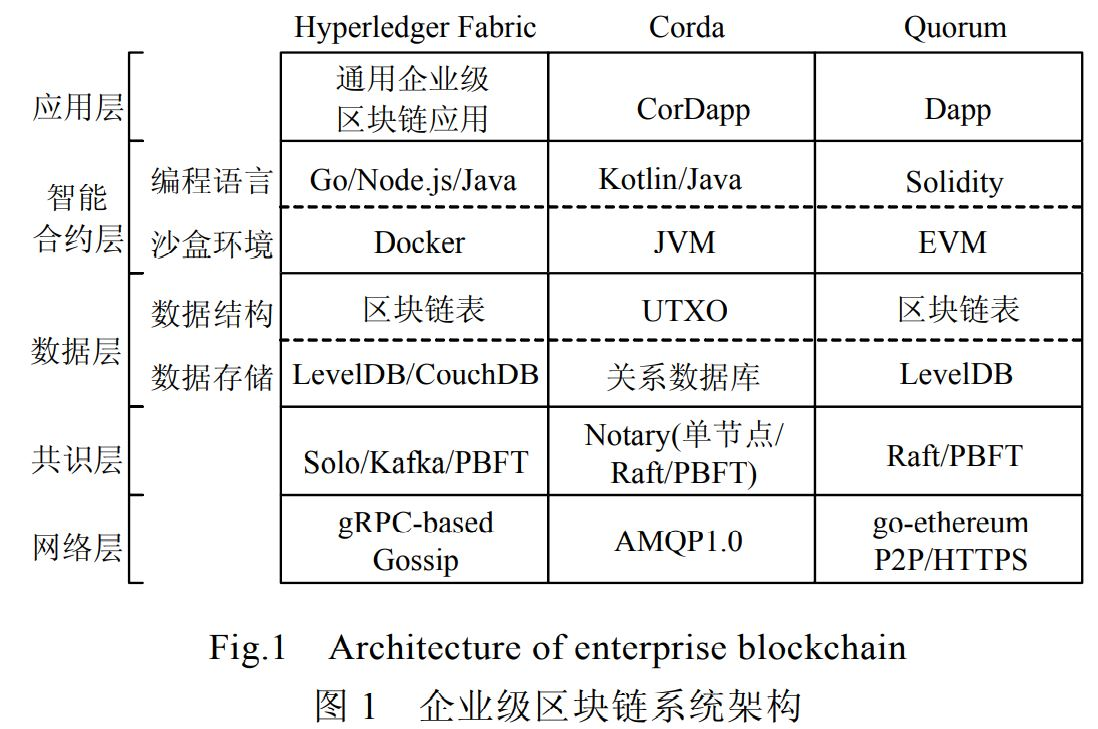 Hyperledger Fabric Corda Quorum
应用层 通用企业级
区块链应用 CorDapp Dapp
智能
合约层 编程语言 Go/Node.js/Java Kotlin/Java Solidity
沙盒环境 Docker JVM EVM
数据层 数据结构 区块链表 UTXO 区块链表
数据存储 LevelDB/CouchDB 关系数据库 LevelDB
共识层 Solo/Kafka/PBFT Notary(单节点/
Raft/PBFT) Raft/PBFT
网络层 gRPC-based
Gossip AMQP1.0 go-ethereum
P2P/HTTPS
Fig.1 Architecture of enterprise blockchain
图 1 企业级区块链系统架构